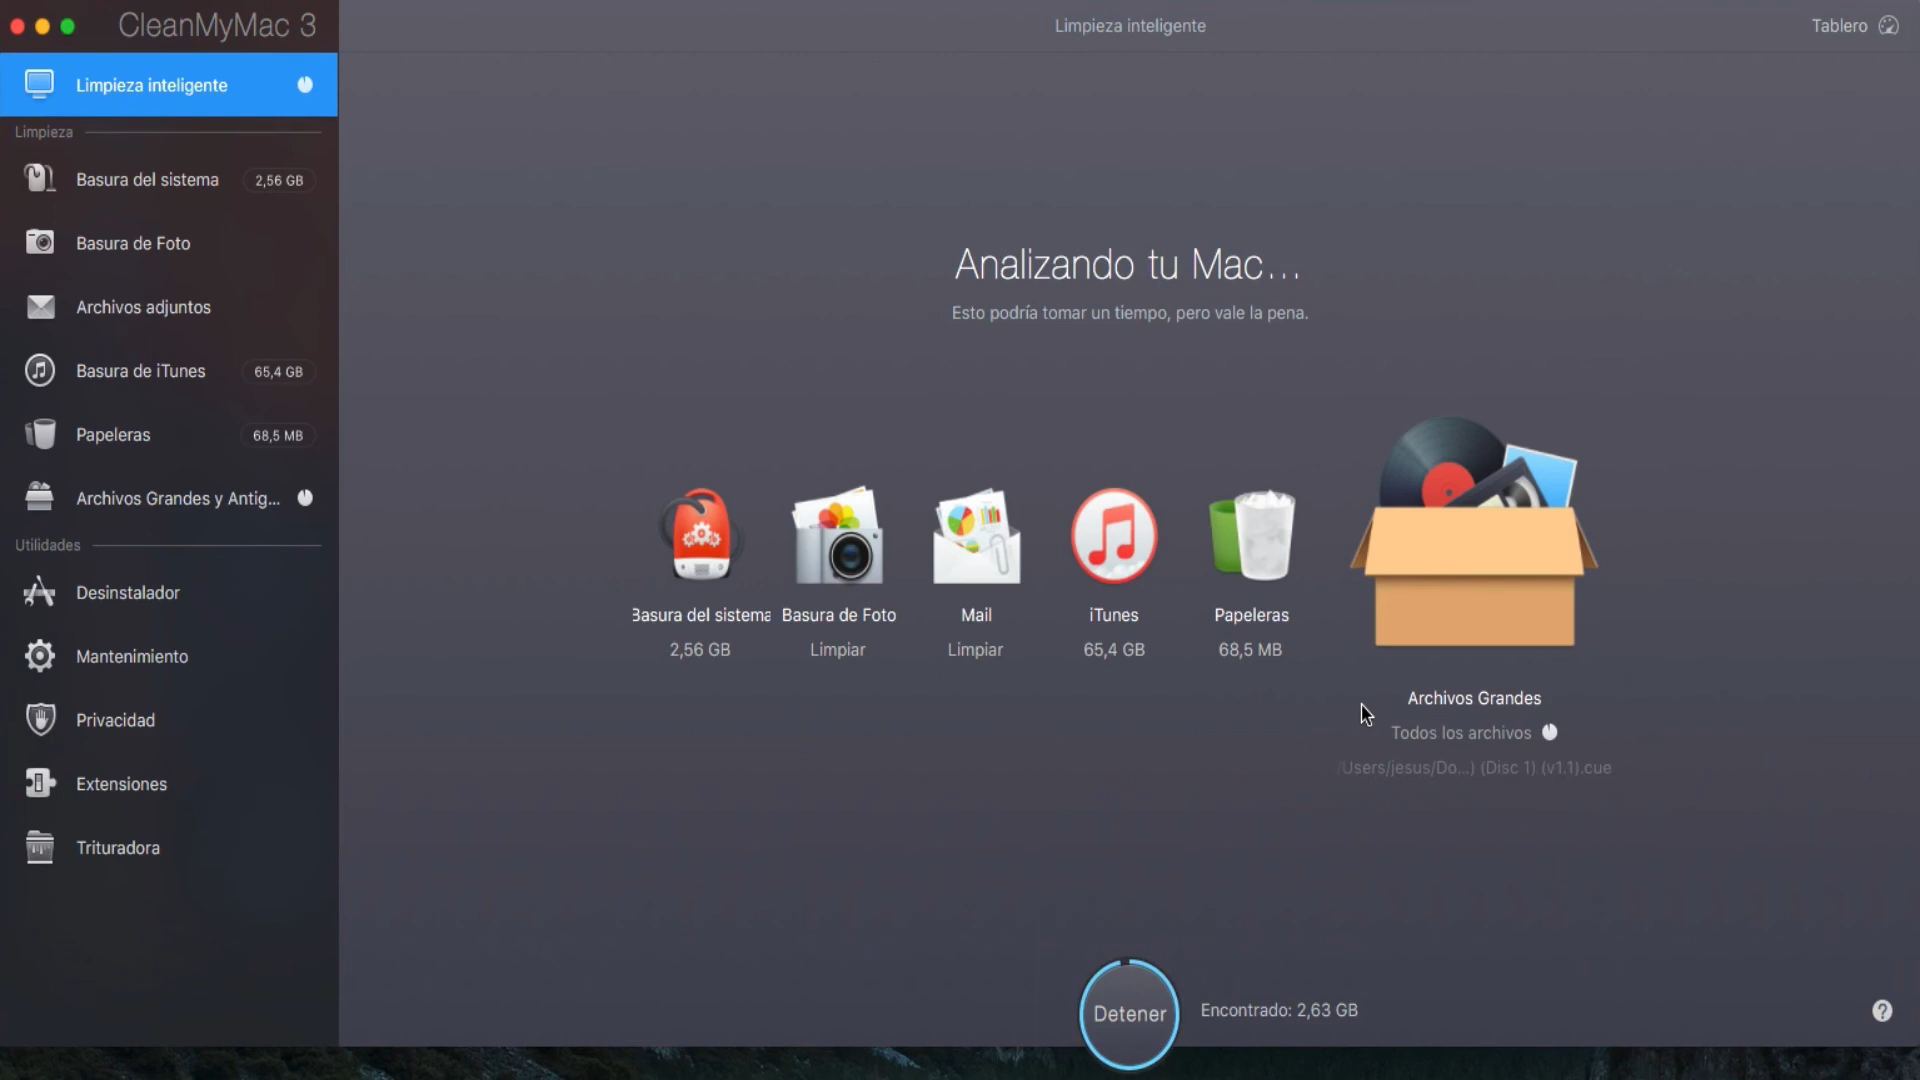 CleanMyMac 3
Limpieza inteligente
Tablero
Limpieza inteligente
Limpieza
Basura del sistema 2,56 GB
Basura de Foto
Archivos adjuntos
Basura de iTunes 65,4 GB
Papeleras 68,5 MB
Archivos Grandes y Antig...
Utilidades
Desinstalador
Mantenimiento
Privacidad
Extensiones
Trituradora
Analizando tu Mac...
Esto podría tomar un tiempo, pero vale la pena.
Basura del sistema
2,56 GB
Basura de Foto
Limpiar
Mail
Limpiar
iTunes
65,4 GB
Papeleras
68,5 MB
Archivos Grandes
Todos los archivos
/Users/jesus/Do...) (Disc 1) (v1.1).cue
Detener
Encontrado: 2,63 GB
?